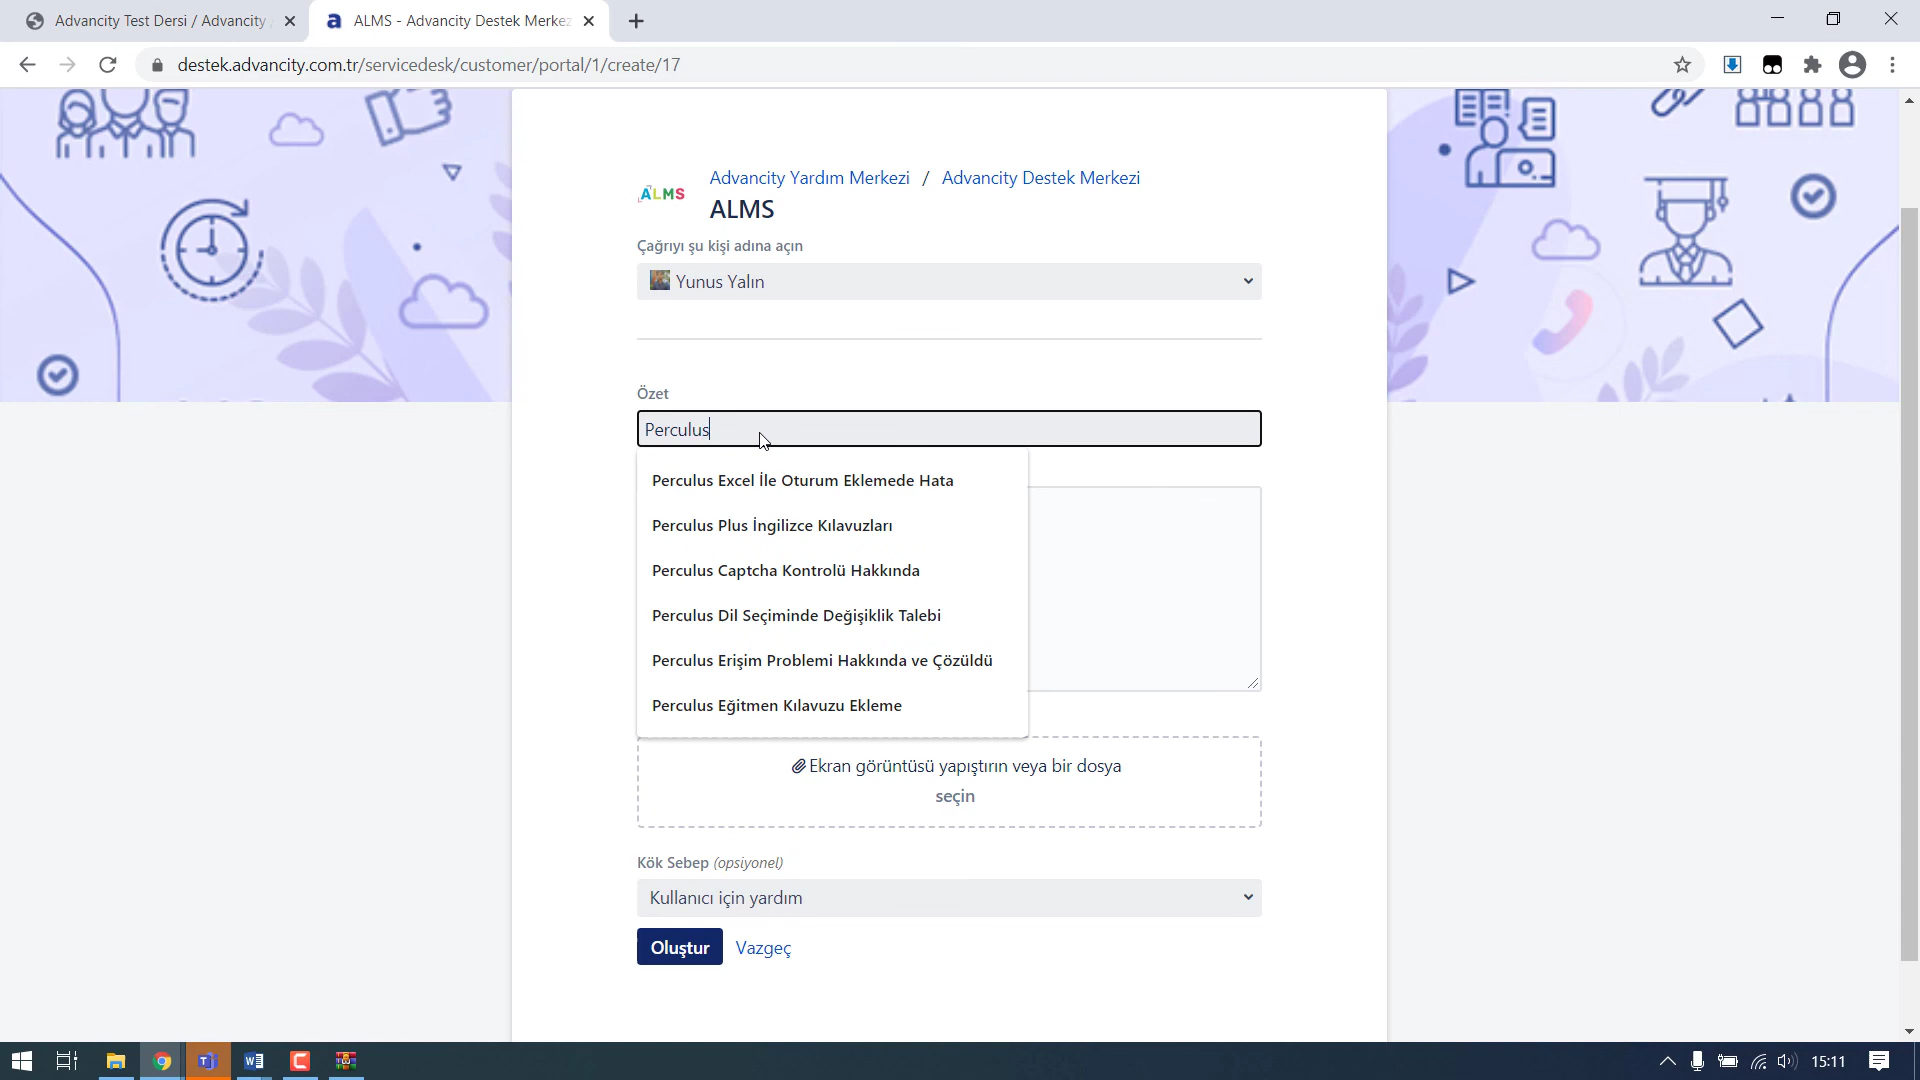 Advancity Test Dersi / Advancity
ALMS - Advancity Destek Merkez
destek.advancity.com.tr/servicedesk/customer/portal/1/create/17
ALMS
Advancity Yardım Merkezi / Advancity Destek Merkezi
ALMS
Çağrıyı şu kişi adına açın
Yunus Yalın
Özet
Perculus
Perculus Excel İle Oturum Eklemede Hata
Perculus Plus İngilizce Kılavuzları
Perculus Captcha Kontrolü Hakkında
Perculus Dil Seçiminde Değişiklik Talebi
Perculus Erişim Problemi Hakkında ve Çözüldü
Perculus Eğitmen Kılavuzu Ekleme
Ekran görüntüsü yapıştırın veya bir dosya
seçin
Kök Sebep (opsiyonel)
Kullanıcı için yardım
Oluştur Vazgeç
15:11